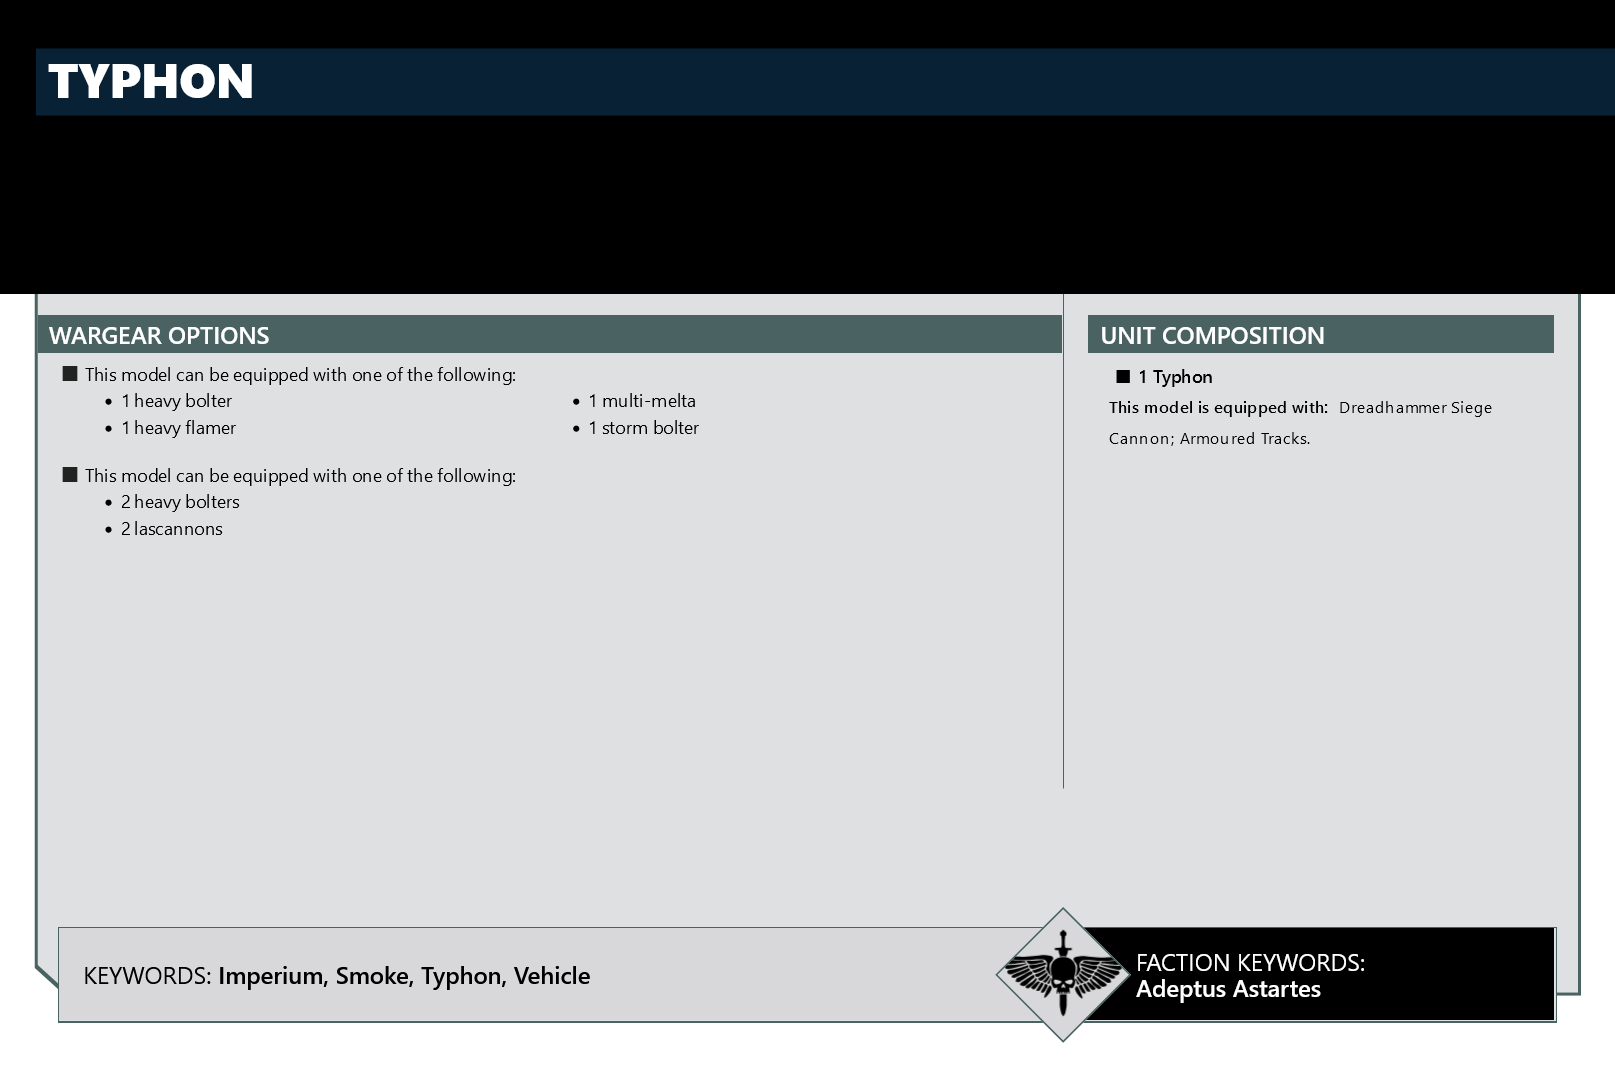 TYPHON
WARGEAR OPTIONS
■ This model can be equipped with one of the following:
• 1 heavy bolter
• 1 heavy flamer
• 1 multi-melta
• 1 storm bolter
■ This model can be equipped with one of the following:
• 2 heavy bolters
• 2 lascannons
UNIT COMPOSITION
■ 1 Typhon
This model is equipped with: Dreadhammer Siege
Cannon; Armoured Tracks.
KEYWORDS: Imperium, Smoke, Typhon, Vehicle
FACTION KEYWORDS:
Adeptus Astartes